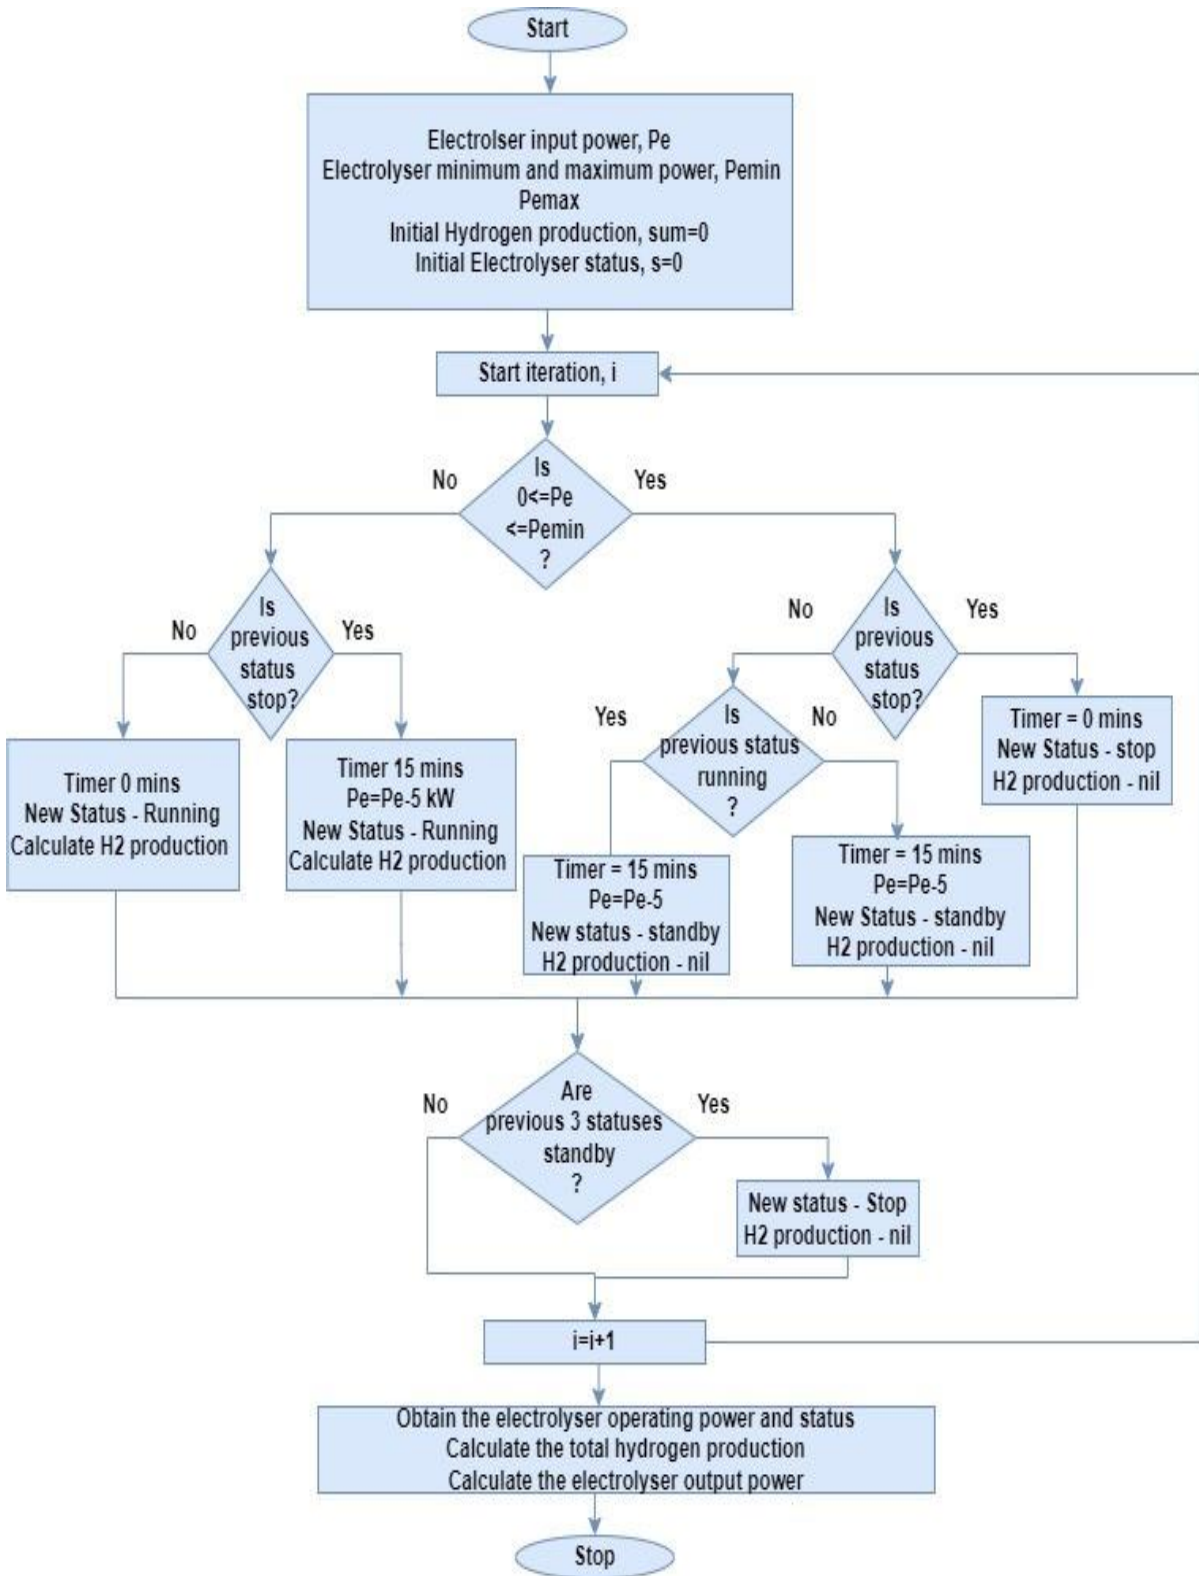 Start
Electrolser input power, Pe
Electrolyser minimum and maximum power, Pemin
Pemax
Initial Hydrogen production, sum=0
Initial Electrolyser status, s=0
Start iteration, i
No
Is
0<=Pe
<=Pemin
?
Yes
No
Is
previous
status
stop?
Yes
No
Is
previous
status
stop?
Yes
Timer 0 mins
New Status - Running
Calculate H2 production
Timer 15 mins
Pe=Pe-5 kW
New Status - Running
Calculate H2 production
Yes
Is
previous status
running
?
No
Timer = 0 mins
New Status - stop
H2 production - nil
Timer = 15 mins
Pe=Pe-5
New status - standby
H2 production - nil
Timer = 15 mins
Pe=Pe-5
New Status - standby
H2 production - nil
No
Are
previous 3 statuses
standby
?
Yes
New status - Stop
H2 production - nil
i=i+1
Obtain the electrolyser operating power and status
Calculate the total hydrogen production
Calculate the electrolyser output power
Stop